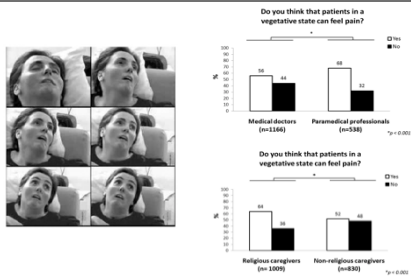 Do you think that patients in a
vegetative state can feel pain?
*
Yes
No
%
100
90
80
70
60
50
40
30
20
10
0
56
44
68
32
Medical doctors
(n=1166)
Paramedical professionals
(n=538)
*p < 0.001
Do you think that patients in a
vegetative state can feel pain?
*
Yes
No
%
100
90
80
70
60
50
40
30
20
10
0
64
36
52
48
Religious caregivers
(n= 1009)
Non-religious caregivers
(n=830)
*p < 0.001